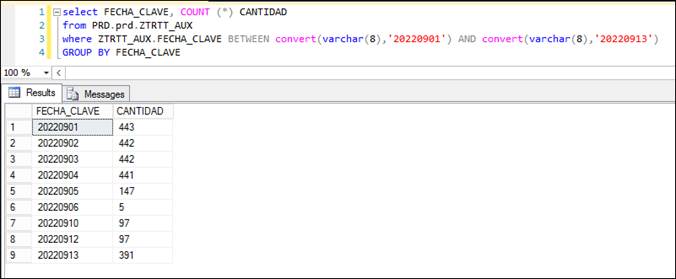 1 select FECHA_CLAVE, COUNT (*) CANTIDAD
2 from PRD.prd.ZTRTT_AUX
3 where ZTRTT_AUX.FECHA_CLAVE BETWEEN convert(varchar(8),'20220901') AND convert(varchar(8),'20220913')
4 GROUP BY FECHA_CLAVE
100 %
Results Messages
FECHA_CLAVE CANTIDAD
1 20220901 443
2 20220902 442
3 20220903 442
4 20220904 441
5 20220905 147
6 20220906 5
7 20220910 97
8 20220912 97
9 20220913 391